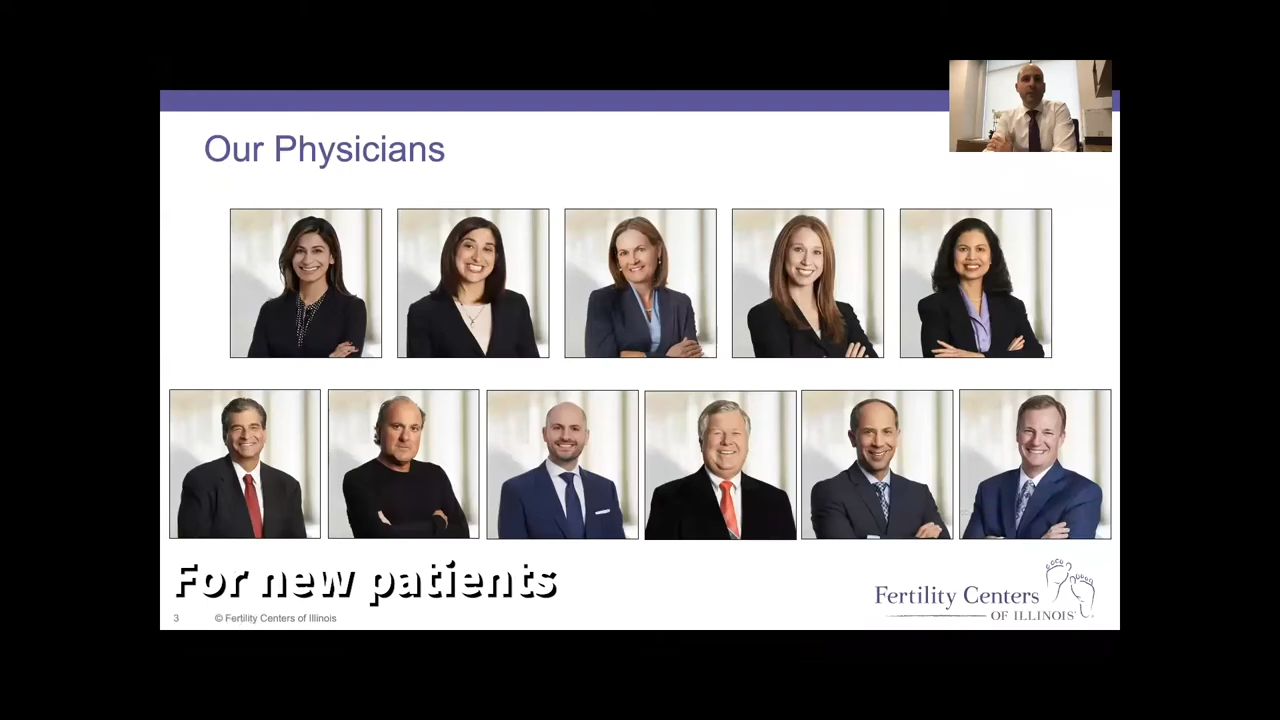 Our Physicians
For new patients
3 © Fertility Centers of Illinois
Fertility Centers
OF ILLINOIS